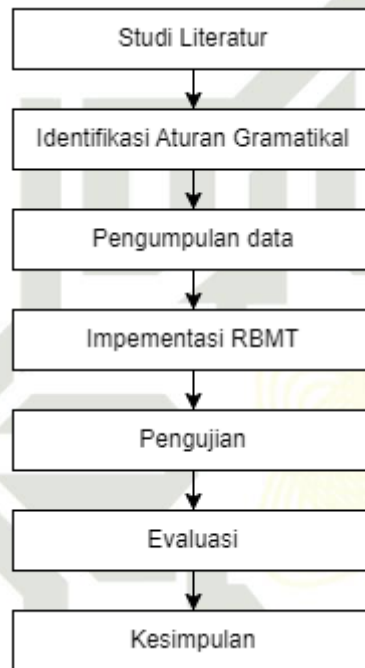 Studi Literatur
Identifikasi Aturan Gramatikal
Pengumpulan data
Impementasi RBMT
Pengujian
Evaluasi
Kesimpulan